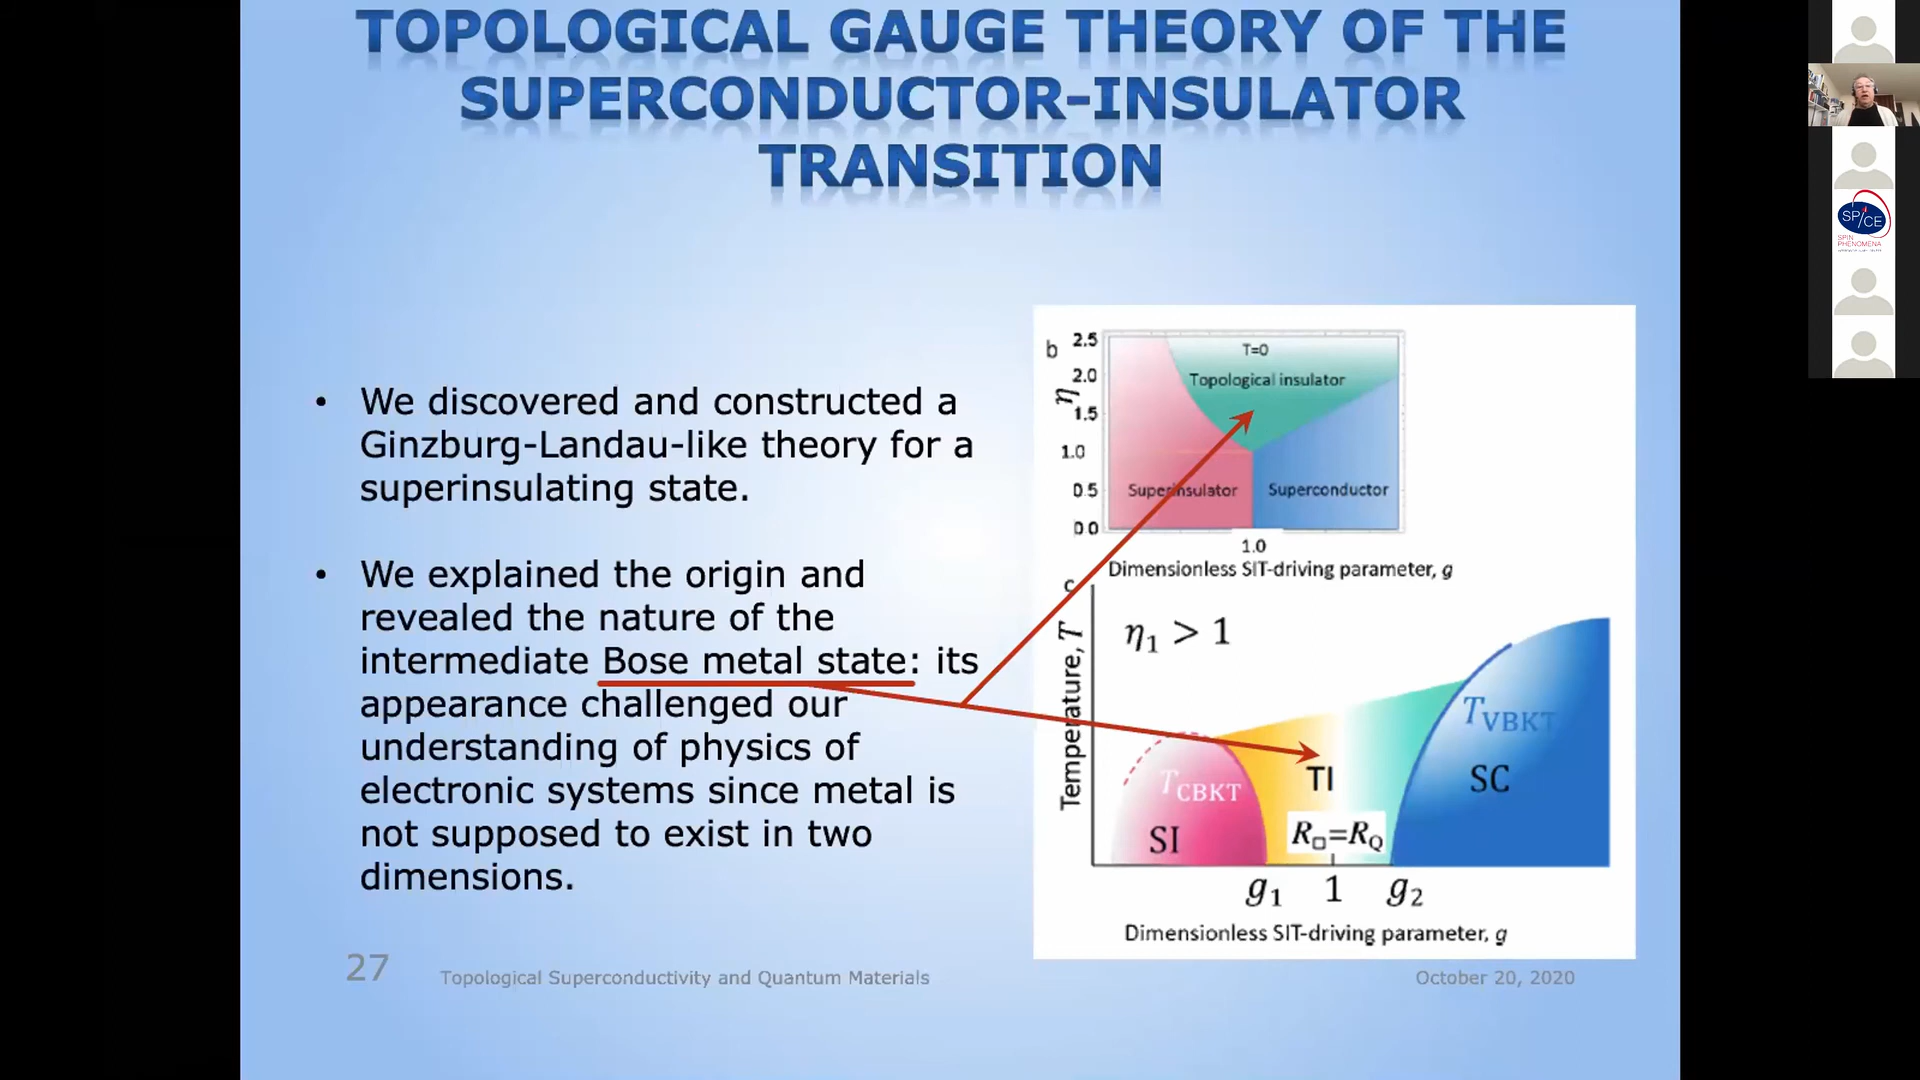 TOPOLOGICAL GAUGE THEORY OF THE
SUPERCONDUCTOR-INSULATOR
TRANSITION
• We discovered and constructed a
Ginzburg-Landau-like theory for a
superinsulating state.
• We explained the origin and
revealed the nature of the
intermediate Bose metal state: its
appearance challenged our
understanding of physics of
electronic systems since metal is
not supposed to exist in two
dimensions.
b
2.5
2.0
1.5
1.0
0.5
0.0
η
T=0
Topological insulator
Superinsulator
Superconductor
1.0
Dimensionless SIT-driving parameter, g
c
Temperature, T
η₁ > 1
T_VBKT
T_CBKT
TI
SC
SI
R□=R_Q
g₁ 1 g₂
Dimensionless SIT-driving parameter, g
27
Topological Superconductivity and Quantum Materials
October 20, 2020
SP/CE
SPIN
PHENOMENA